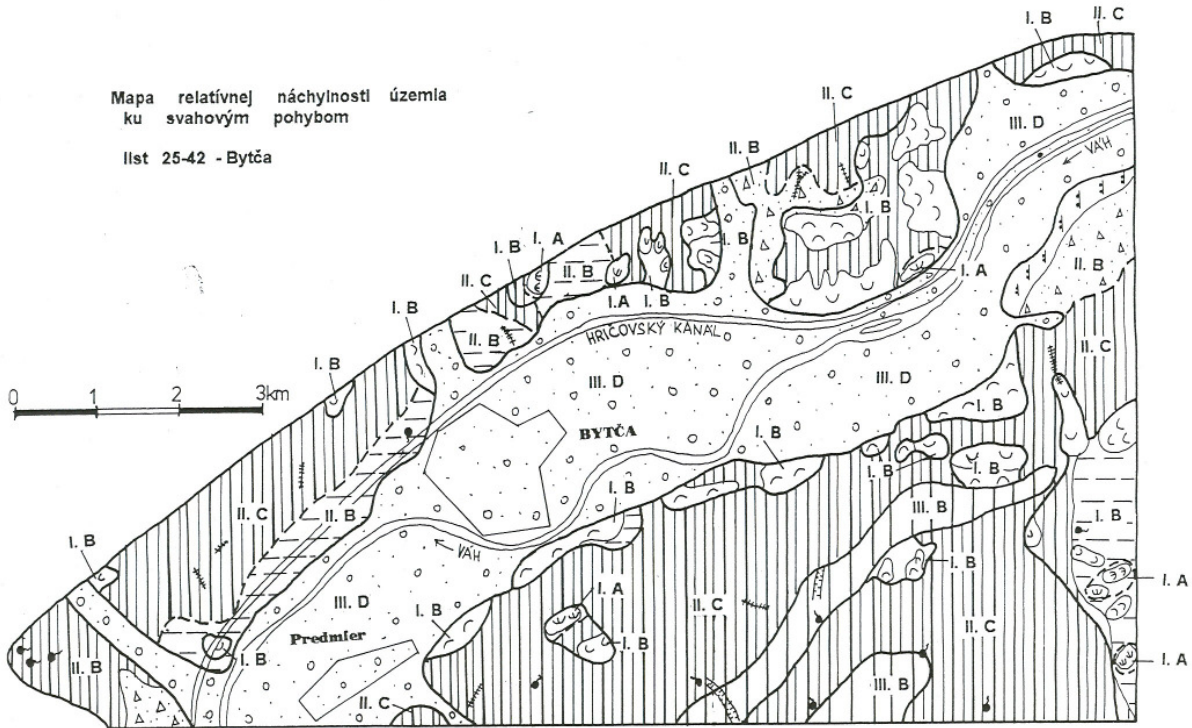 I. B
II. C
Mapa relatívnej náchylnosti územia
ku svahovým pohybom
list 25-42 - Bytča
II. C
III. D
VÁH
II. B
II. C
I. B
I. B
I. A
I. B
II. B
I. A
II. B
II. C
I. A
I. B
I. B
II. B
HRIČOVSKÝ KANÁL
II. C
I. B
III. D
III. D
0 1 2 3km
I. B
BYTČA
I. B
I. B
I. B
I. B
II. C
II. B
III. B
I. B
VÁH
I. B
I. B
I. A
III. D
I. B
I. A
II. C
II. C
Predmier
I. B
I. B
II. B
I. A
III. B
II. C